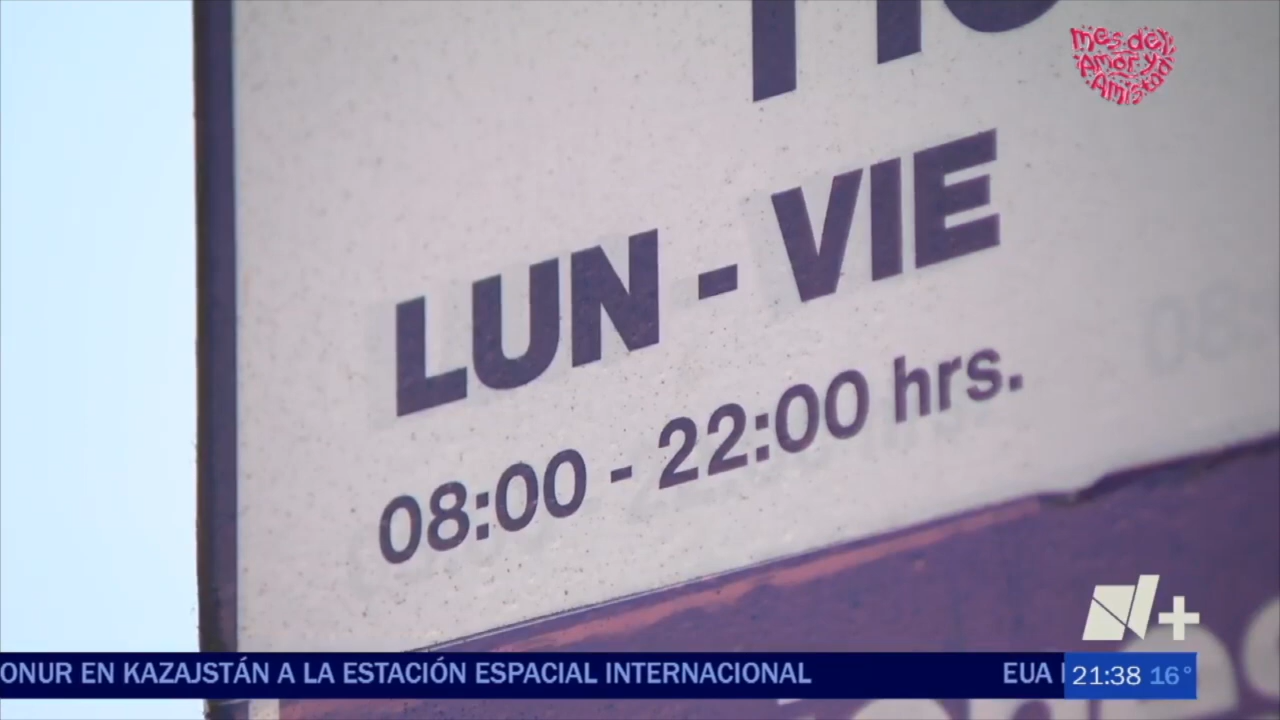 mes del
Amor y la
Amistad
LUN - VIE
08:00 - 22:00 hrs.
N+
ONUR EN KAZAJSTÁN A LA ESTACIÓN ESPACIAL INTERNACIONAL
EUA
21:38 16°